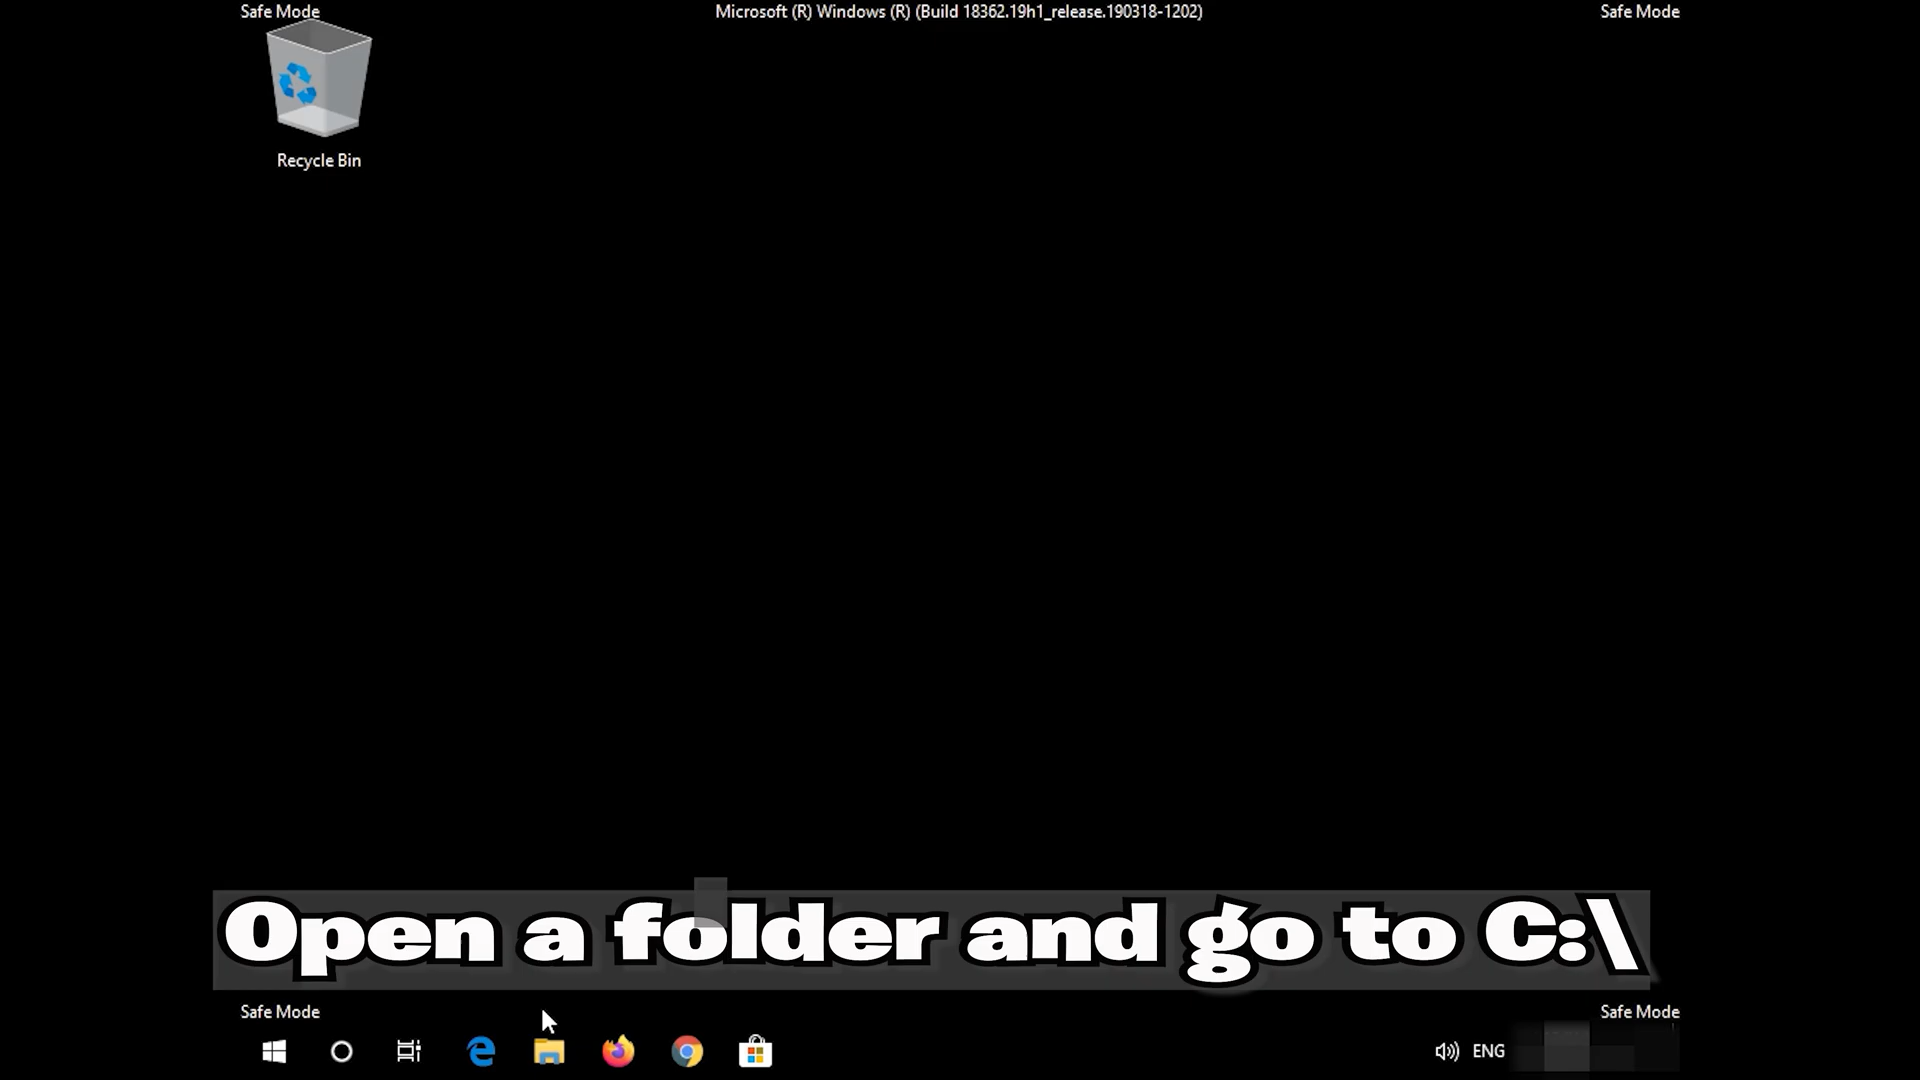 Safe Mode
Microsoft (R) Windows (R) (Build 18362.19h1_release.190318-1202)
Safe Mode
Recycle Bin
Open a folder and go to C:\
Safe Mode
Safe Mode
ENG